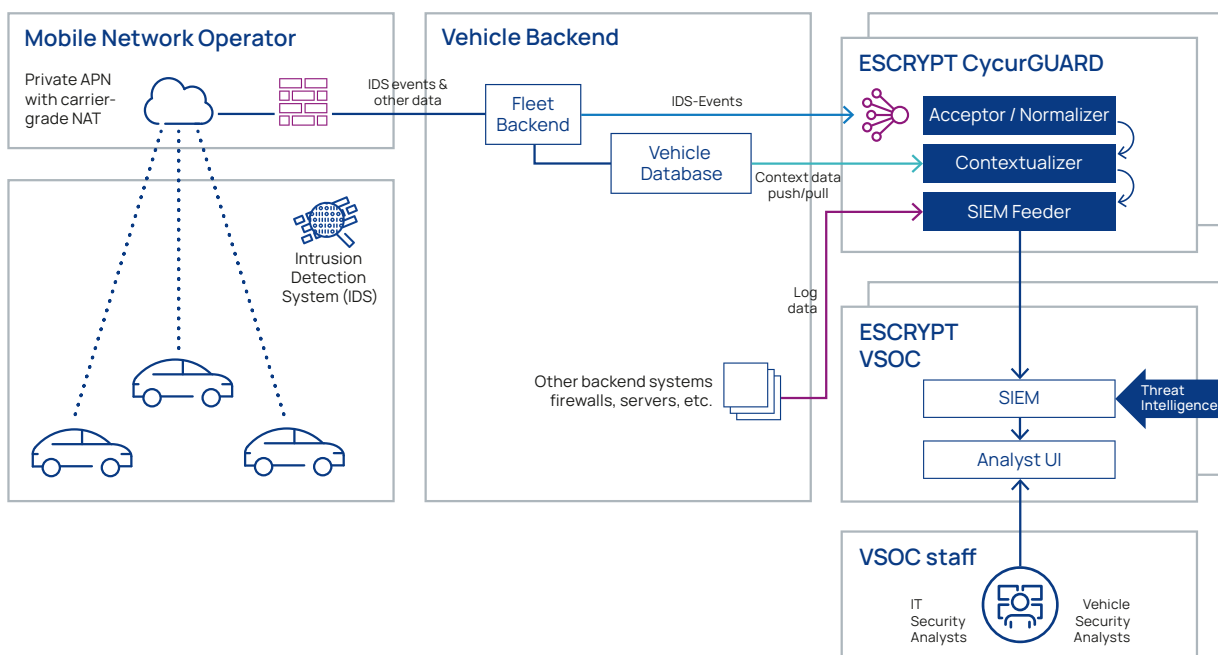 Mobile Network Operator
Private APN
with carrier-
grade NAT
IDS events &
other data
Intrusion
Detection
System (IDS)
Vehicle Backend
Fleet
Backend
IDS-Events
Vehicle
Database
Context data
push/pull
Log
data
Other backend systems
firewalls, servers, etc.
ESCRYPT CycurGUARD
Acceptor / Normalizer
Contextualizer
SIEM Feeder
ESCRYPT
VSOC
SIEM
Threat
Intelligence
Analyst UI
VSOC staff
IT
Security
Analysts
Vehicle
Security
Analysts